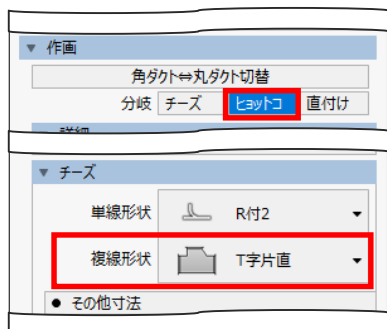 ▼ 作画
角ダクト⇔丸ダクト切替
分岐 チーズ ヒョットコ 直付け
詳細
▼ チーズ
単線形状 R付2
複線形状 T字片直
● その他寸法